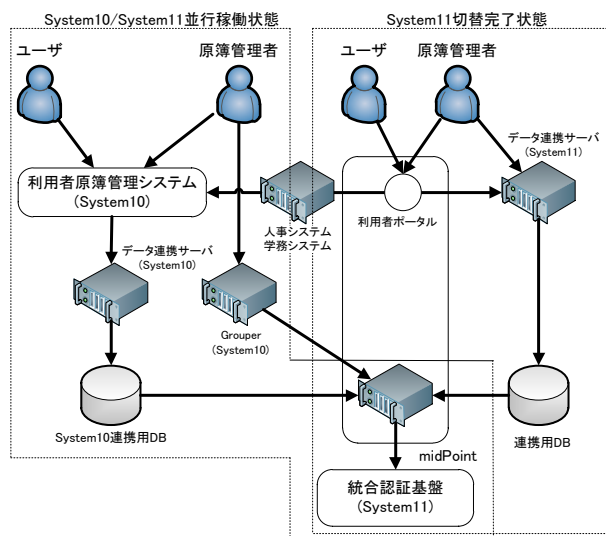 System10/System11並行稼働状態
System11切替完了状態
ユーザ
原簿管理者
ユーザ
原簿管理者
データ連携サーバ
(System11)
利用者原簿管理システム
(System10)
人事システム
学務システム
利用者ポータル
データ連携サーバ
(System10)
Grouper
(System10)
System10連携用DB
連携用DB
midPoint
統合認証基盤
(System11)